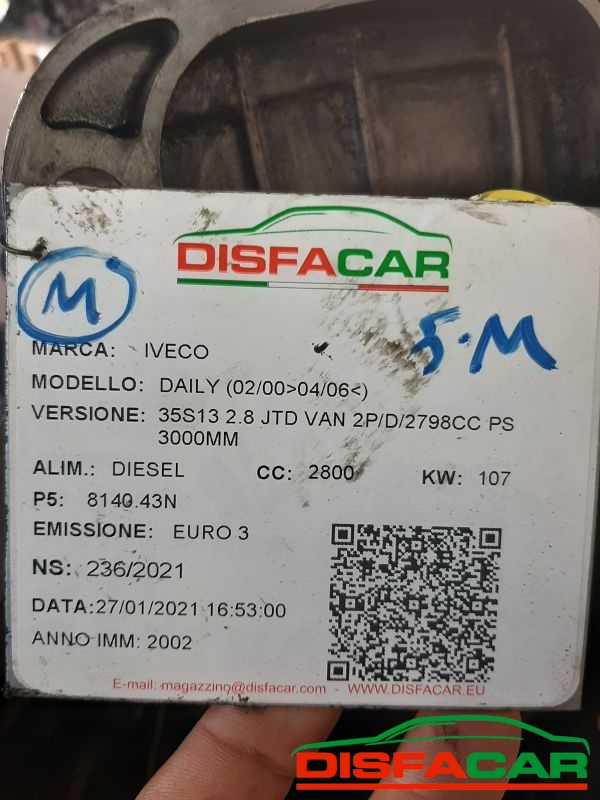 DISFACAR
M
5.M
MARCA: IVECO
MODELLO: DAILY (02/00>04/06<)
VERSIONE: 35S13 2.8 JTD VAN 2P/D/2798CC PS
3000MM
ALIM.: DIESEL CC: 2800 KW: 107
P5: 8140.43N
EMISSIONE: EURO 3
NS: 236/2021
DATA:27/01/2021 16:53:00
ANNO IMM: 2002
E-mail: magazzino@disfacar.com - WWW.DISFACAR.EU
DISFACAR